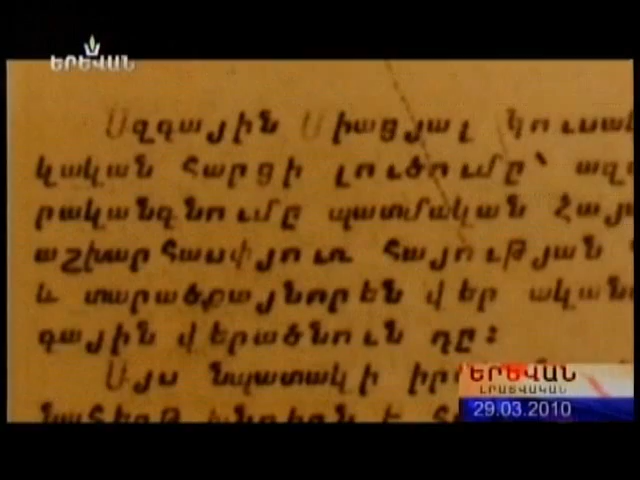 ԵՐԵՎԱՆ
Ազգային Միացյալ
կական Հարցի լուծումը՝
րականգնումը պատմական
աշխարՀասփյուռ Հայության
և տարածքայնորեն վեր ական
գային վերածնունդը:
Այս նպատակի
ԵՐԵՎԱՆ
ԼՐԱՏՎԱԿԱՆ
29.03.2010